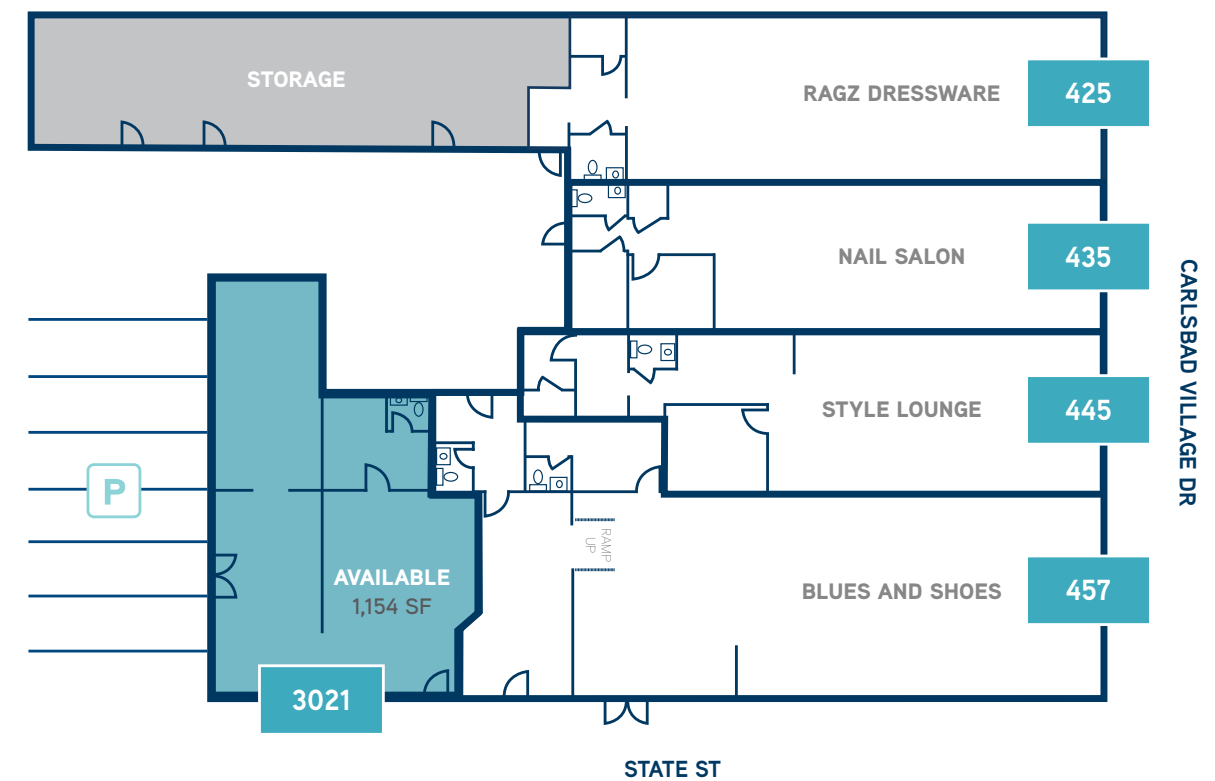 STORAGE
RAGZ DRESSWARE
425
NAIL SALON
435
CARLSBAD VILLAGE DR
STYLE LOUNGE
445
P
RAMP
UP
AVAILABLE
1,154 SF
BLUES AND SHOES
457
3021
STATE ST